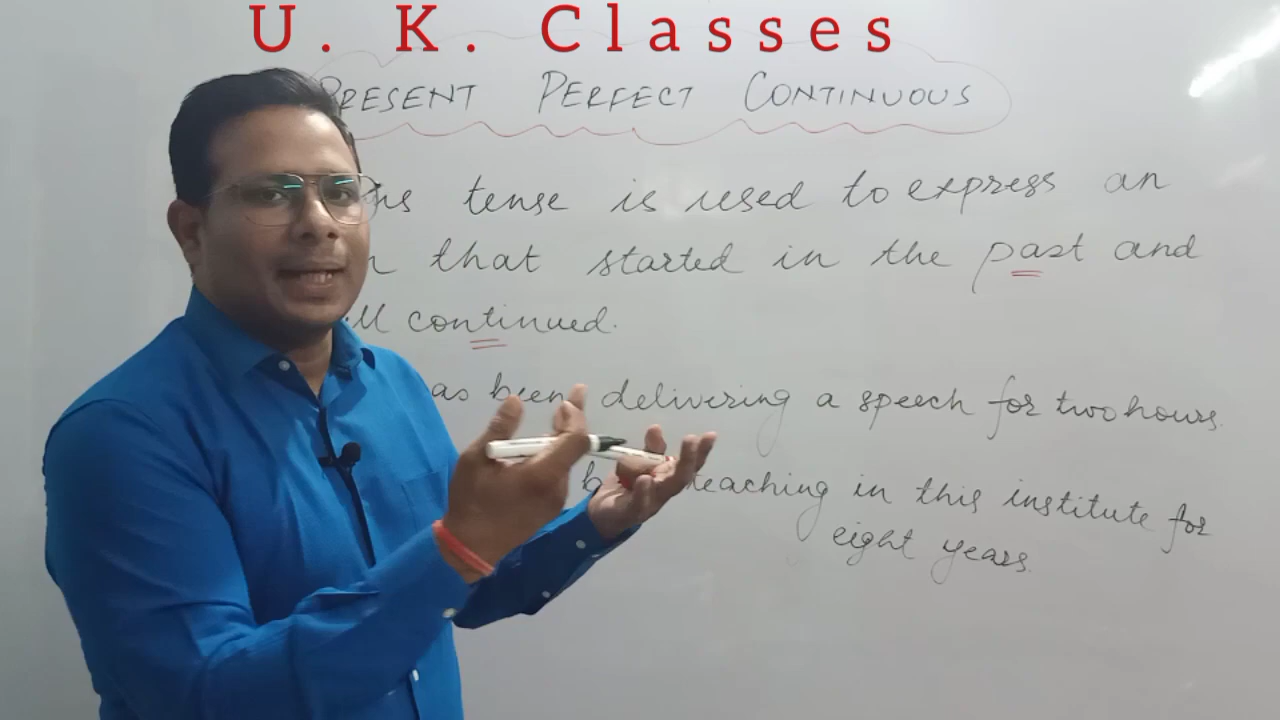 U. K. Classes
PRESENT PERFECT CONTINUOUS
tense is used to express an
that started in the past and
continued.
been delivering a speech for two hours.
teaching in this institute for
eight years.